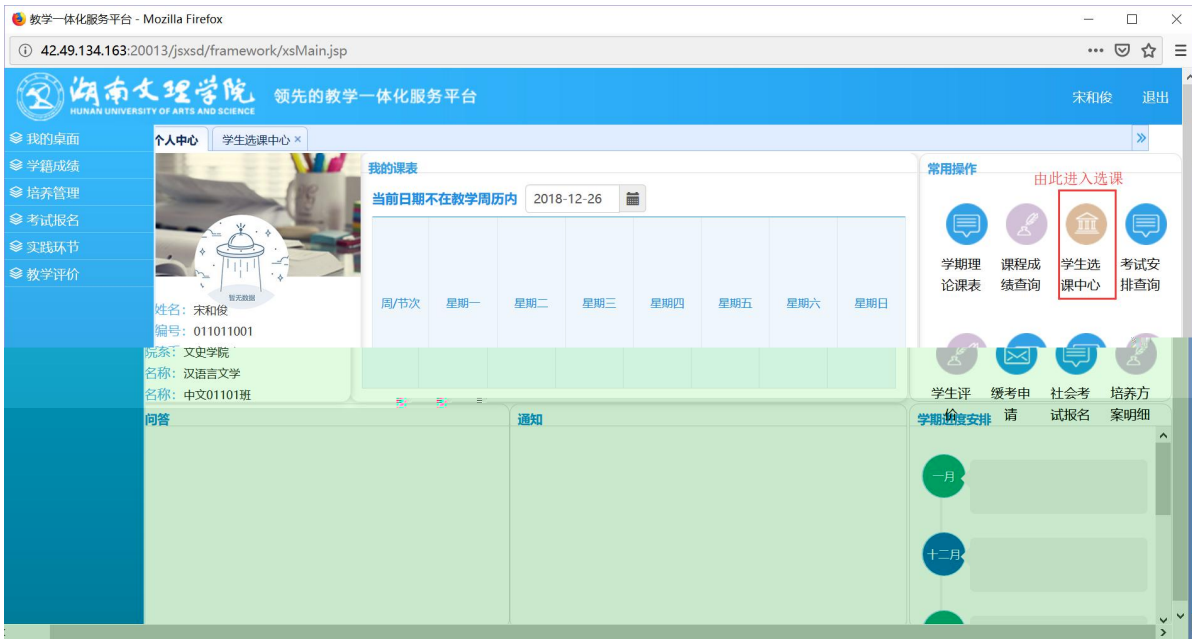 教学一体化服务平台 - Mozilla Firefox
42.49.134.163:20013/jsxsd/framework/xsMain.jsp
湖南文理学院
HUNAN UNIVERSITY OF ARTS AND SCIENCE
领先的教学一体化服务平台
宋和俊 退出
我的桌面
学籍成绩
培养管理
考试报名
实践环节
教学评价
个人中心 学生选课中心 ×
暂无数据
姓名：宋和俊
编号：011011001
院系：文史学院
名称：汉语言文学
名称：中文01101班
我的课表
当前日期不在教学周历内 2018-12-26
周/节次 星期一 星期二 星期三 星期四 星期五 星期六 星期日
常用操作
由此进入选课
学期理论课表
课程成绩查询
学生选课中心
考试安排查询
学生评价
缓考申请
社会考试报名
培养方案明细
问答
通知
学期进度安排
一月
十二月